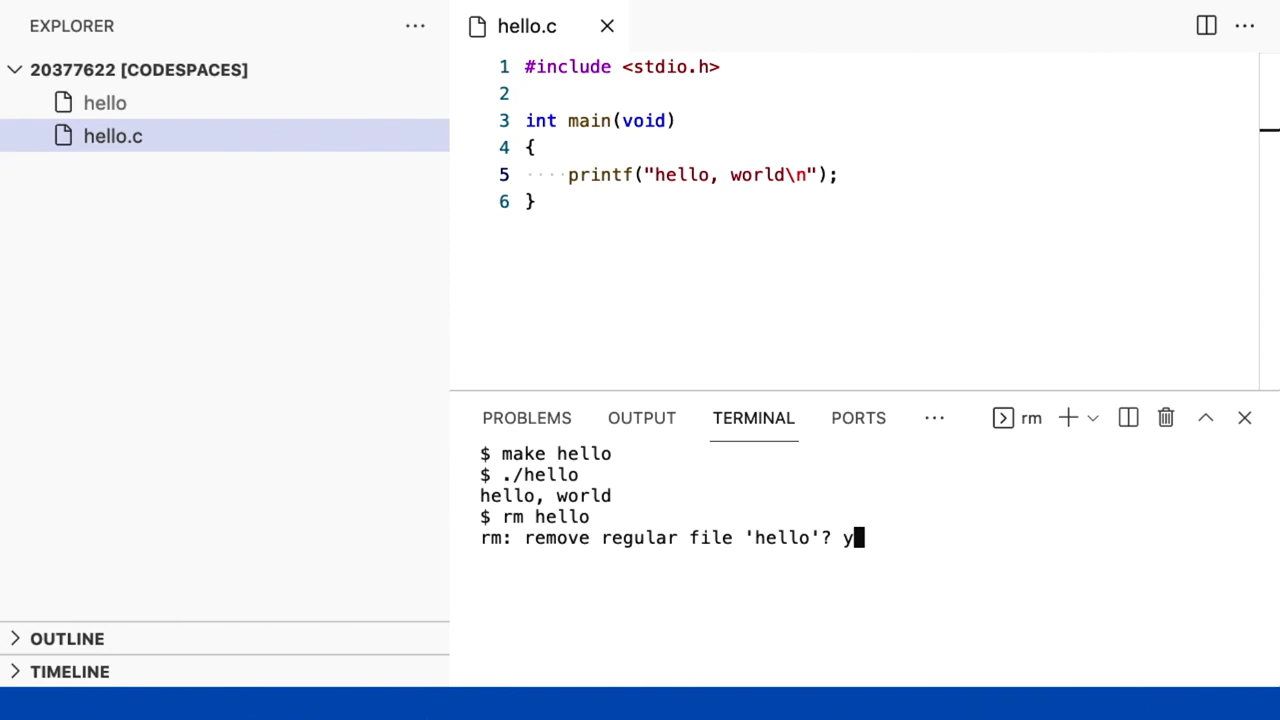 EXPLORER
20377622 [CODESPACES]
hello
hello.c
OUTLINE
TIMELINE
hello.c
1 #include <stdio.h>
2
3 int main(void)
4 {
5 ····printf("hello, world\n");
6 }
PROBLEMS OUTPUT TERMINAL PORTS ··· rm
$ make hello
$ ./hello
hello, world
$ rm hello
rm: remove regular file 'hello'? y